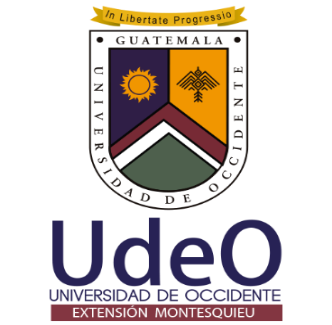 In Libertate Progressio
GUATEMALA
UNIVERSIDAD DE OCCIDENTE
UdeO
UNIVERSIDAD DE OCCIDENTE
EXTENSIÓN MONTESQUIEU